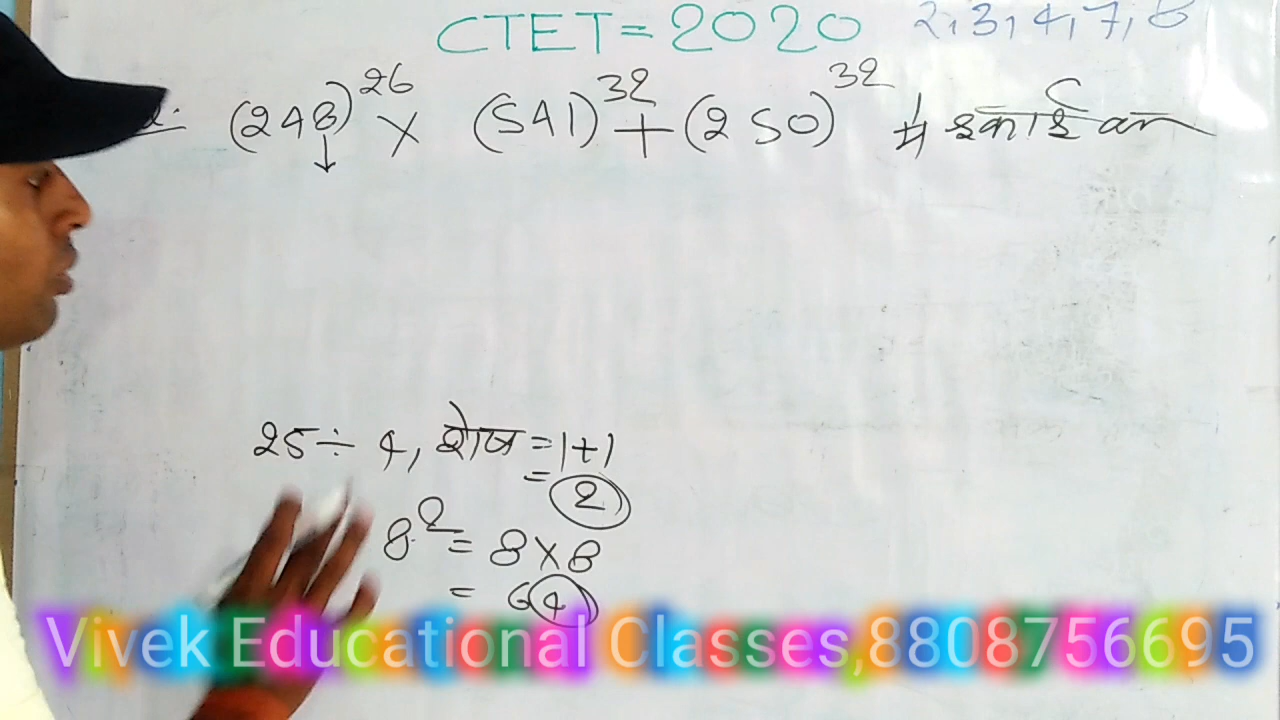 CTET=2020 2,3,4,7,8
(248)^26 × (541)^32 + (250)^32 में इकाई का
25÷4, शेष =1+1
= 2
8^2 = 8×8
= 64
Vivek Educational Classes,8808756695